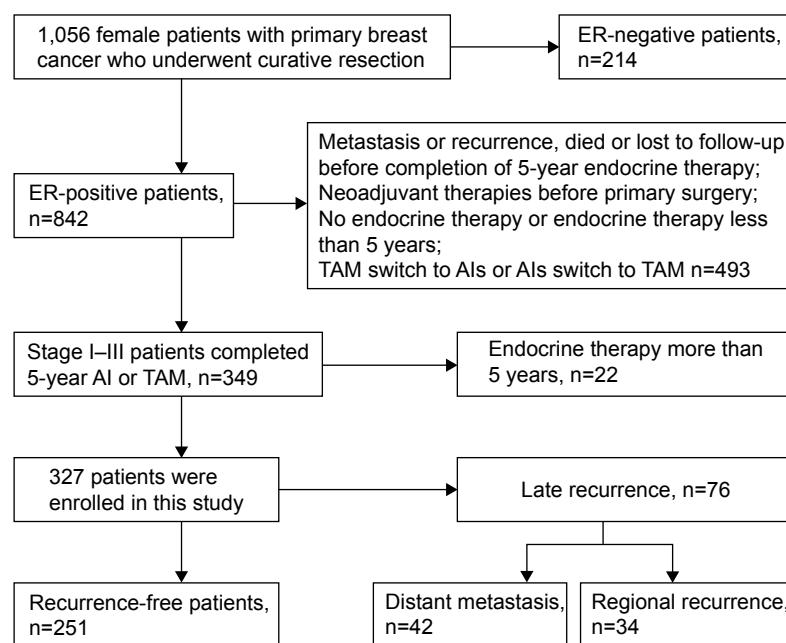 1,056 female patients with primary breast
cancer who underwent curative resection
ER-negative patients,
n=214
Metastasis or recurrence, died or lost to follow-up
before completion of 5-year endocrine therapy;
Neoadjuvant therapies before primary surgery;
No endocrine therapy or endocrine therapy less
than 5 years;
TAM switch to AIs or AIs switch to TAM n=493
ER-positive patients,
n=842
Stage I–III patients completed
5-year AI or TAM, n=349
Endocrine therapy more than
5 years, n=22
327 patients were
enrolled in this study
Late recurrence, n=76
Recurrence-free patients,
n=251
Distant metastasis,
n=42
Regional recurrence,
n=34